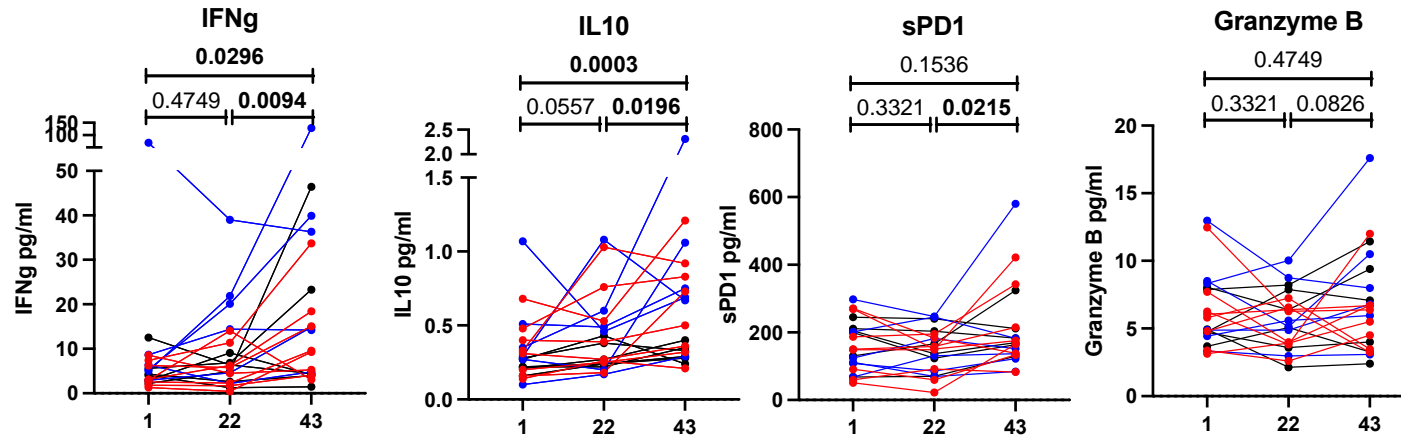 IFNg
0.0296
0.4749 0.0094
150
100
50
40
30
20
10
0
IFNg pg/ml
1 22 43
IL10
0.0003
0.0557 0.0196
2.5
2.0
1.5
1.0
0.5
0.0
IL10 pg/ml
1 22 43
sPD1
0.1536
0.3321 0.0215
800
600
400
200
0
sPD1 pg/ml
1 22 43
Granzyme B
0.4749
0.3321 0.0826
20
15
10
5
0
Granzyme B pg/ml
1 22 43